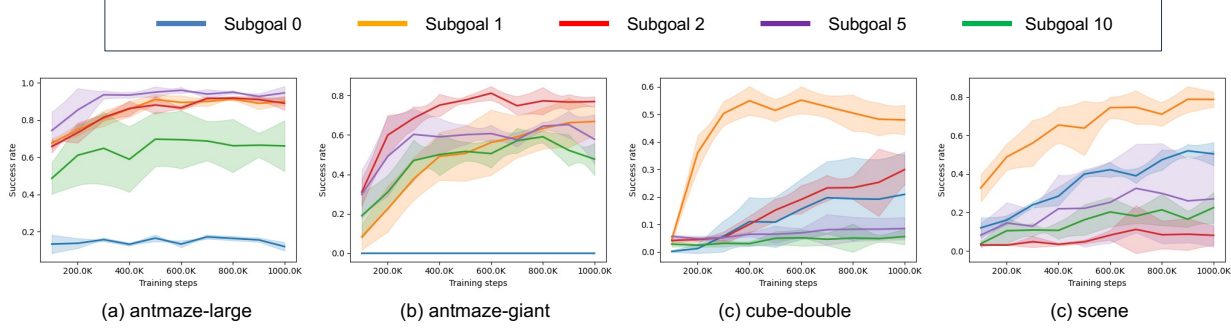 Subgoal 0 Subgoal 1 Subgoal 2 Subgoal 5 Subgoal 10
1.0
0.8
0.6
0.4
0.2
Success rate
200.0K 400.0K 600.0K 800.0K 1000.0K
Training steps
(a) antmaze-large
0.8
0.6
0.4
0.2
0.0
Success rate
200.0K 400.0K 600.0K 800.0K 1000.0K
Training steps
(b) antmaze-giant
0.6
0.5
0.4
0.3
0.2
0.1
0.0
Success rate
200.0K 400.0K 600.0K 800.0K 1000.0K
Training steps
(c) cube-double
0.8
0.6
0.4
0.2
0.0
Success rate
200.0K 400.0K 600.0K 800.0K 1000.0K
Training steps
(c) scene